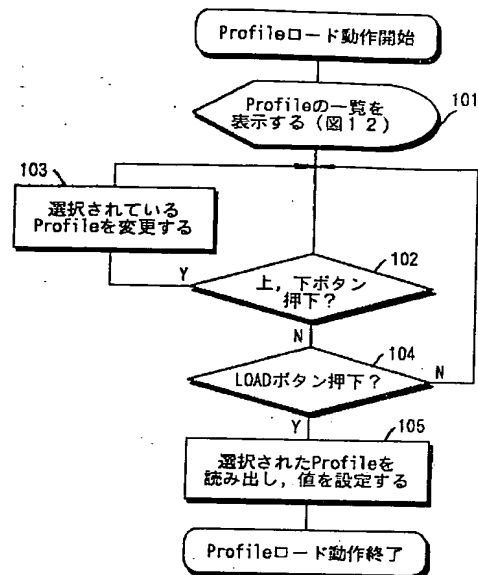 Profileロード動作開始
Profileの一覧を
表示する(図12)
101
103
選択されている
Profileを変更する
102
Y
上,下ボタン
押下?
N
104
LOADボタン押下?
N
Y
105
選択されたProfileを
読み出し,値を設定する
Profileロード動作終了